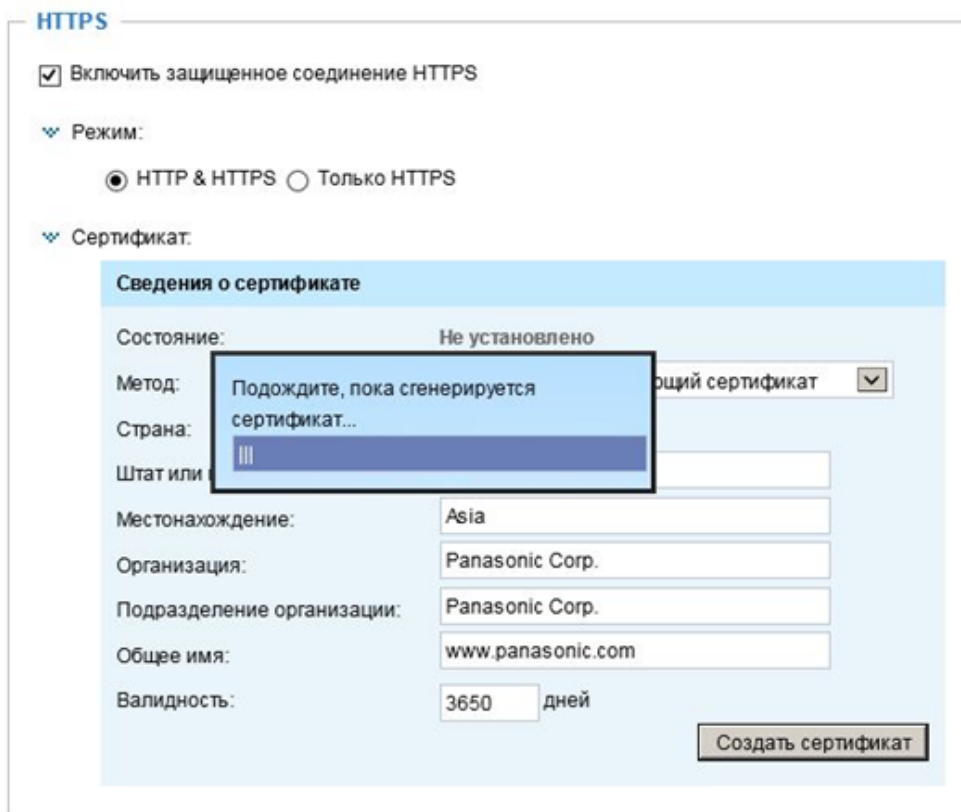 HTTPS
Включить защищенное соединение HTTPS
Режим:
HTTP & HTTPS Только HTTPS
Сертификат:
Сведения о сертификате
Состояние: Не установлено
Метод: сертификат
Подождите, пока сгенерируется
сертификат...
Страна:
Штат или
Местонахождение: Asia
Организация: Panasonic Corp.
Подразделение организации: Panasonic Corp.
Общее имя: www.panasonic.com
Валидность: 3650 дней
Создать сертификат